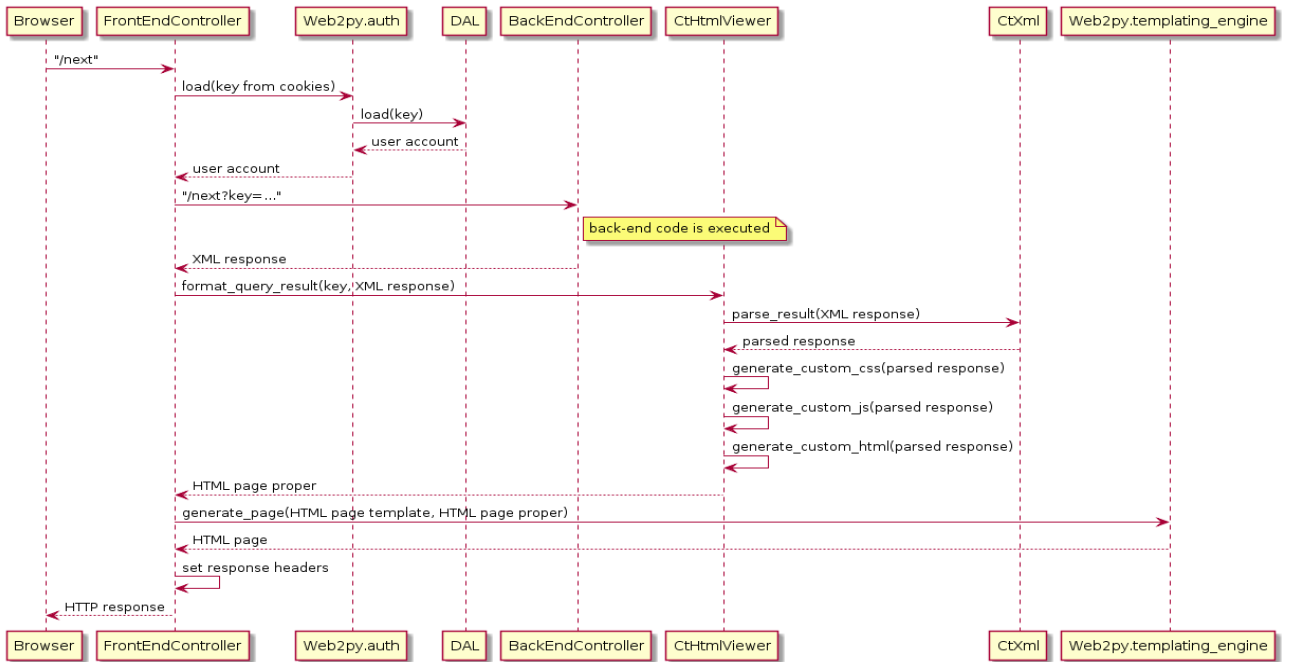 Browser FrontEndController Web2py.auth DAL BackEndController CtHtmlViewer CtXml Web2py.templating_engine
"/next"
load(key from cookies)
load(key)
user account
user account
"/next?key=..."
back-end code is executed
XML response
format_query_result(key, XML response)
parse_result(XML response)
parsed response
generate_custom_css(parsed response)
generate_custom_js(parsed response)
generate_custom_html(parsed response)
HTML page proper
generate_page(HTML page template, HTML page proper)
HTML page
set response headers
HTTP response
Browser FrontEndController Web2py.auth DAL BackEndController CtHtmlViewer CtXml Web2py.templating_engine